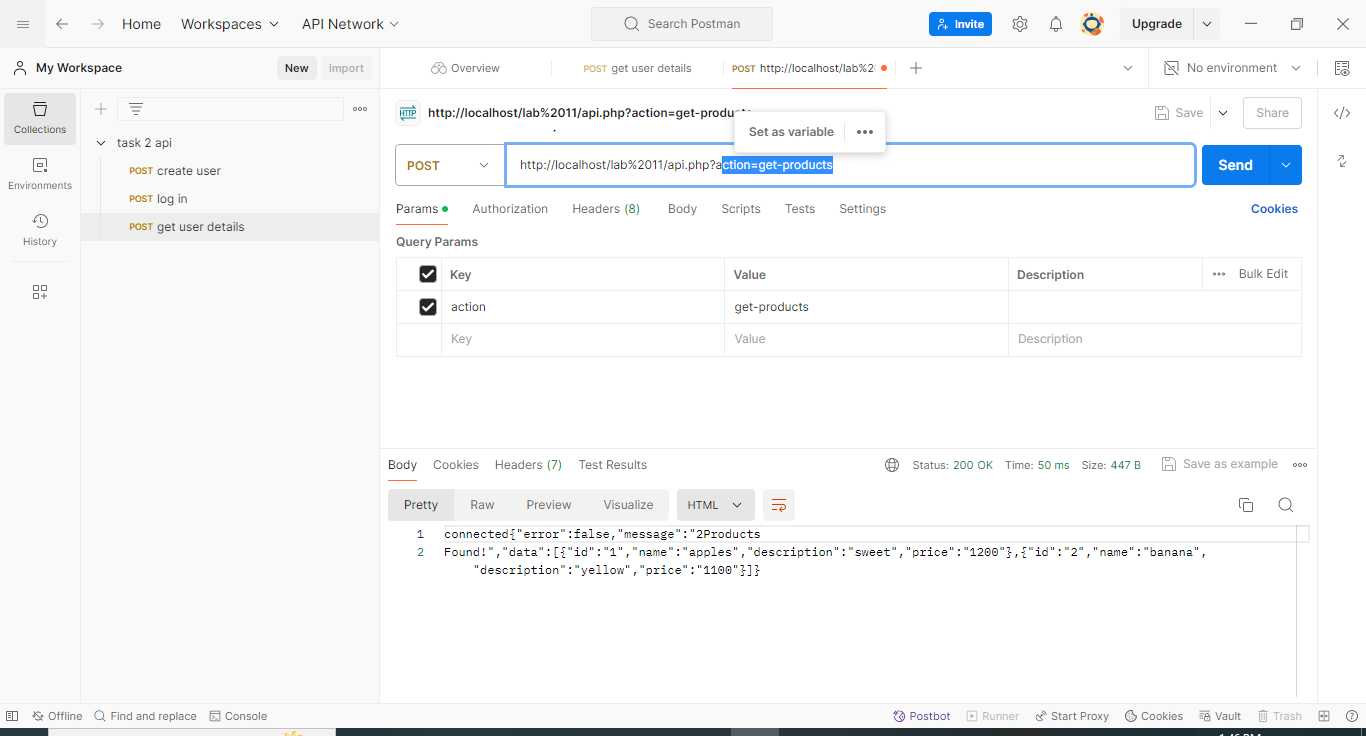 Home Workspaces API Network Search Postman Invite Upgrade
My Workspace New Import Overview POST get user details POST http://localhost/lab%2 No environment
Collections
Environments
History
task 2 api
POST create user
POST log in
POST get user details
HTTP http://localhost/lab%2011/api.php?action=get-products Save Share
Set as variable
POST http://localhost/lab%2011/api.php?action=get-products Send
Params Authorization Headers (8) Body Scripts Tests Settings Cookies
Query Params
Key Value Description Bulk Edit
action get-products
Key Value Description
Body Cookies Headers (7) Test Results Status: 200 OK Time: 50 ms Size: 447 B Save as example
Pretty Raw Preview Visualize HTML
1 connected{"error":false,"message":"2Products
2 Found!","data":[{"id":"1","name":"apples","description":"sweet","price":"1200"},{"id":"2","name":"banana",
"description":"yellow","price":"1100"}]}
Offline Find and replace Console Postbot Runner Start Proxy Cookies Vault Trash